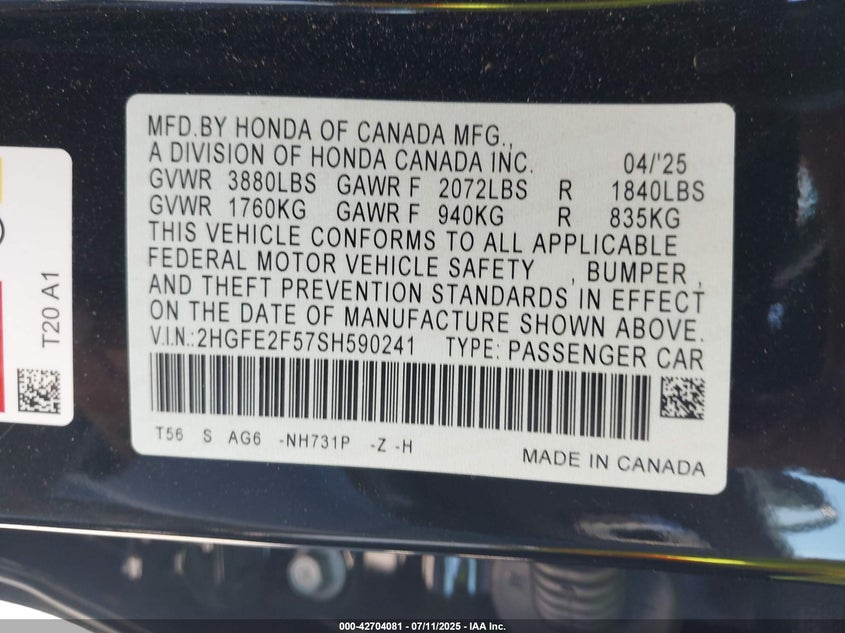 MFD.BY HONDA OF CANADA MFG.,
A DIVISION OF HONDA CANADA INC. 04/'25
GVWR 3880LBS GAWR F 2072LBS R 1840LBS
GVWR 1760KG GAWR F 940KG R 835KG
THIS VEHICLE CONFORMS TO ALL APPLICABLE
FEDERAL MOTOR VEHICLE SAFETY , BUMPER ,
AND THEFT PREVENTION STANDARDS IN EFFECT
ON THE DATE OF MANUFACTURE SHOWN ABOVE.
V.I.N.:2HGFE2F57SH590241 TYPE: PASSENGER CAR
T56 S AG6 -NH731P -Z -H
MADE IN CANADA
T20 A1
000-42704081 - 07/11/2025 - IAA Inc.